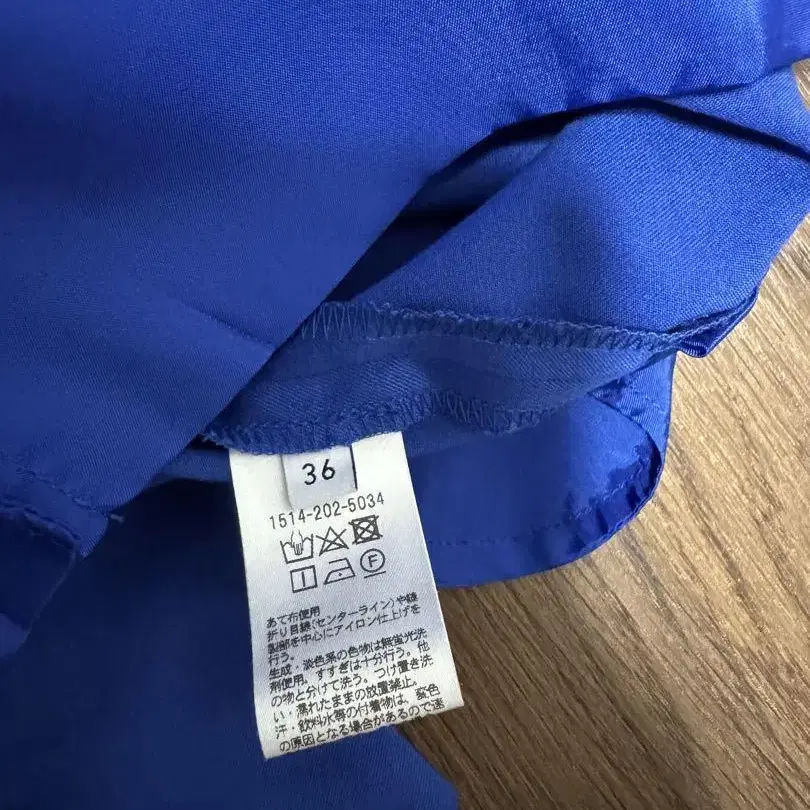 36
1514-202-5034
F
あて布使用
折り目線(センターライン)や縫
製部を中心にアイロン仕上げを
行う。
生成・淡色系の色物は無蛍光洗
剤使用。すすぎは十分行う。他
の物と分けて洗う。つけ置き洗
い・濡れたままの放置禁止。
汗・飲料水等の付着物は、変色
の原因となる場合があるので速